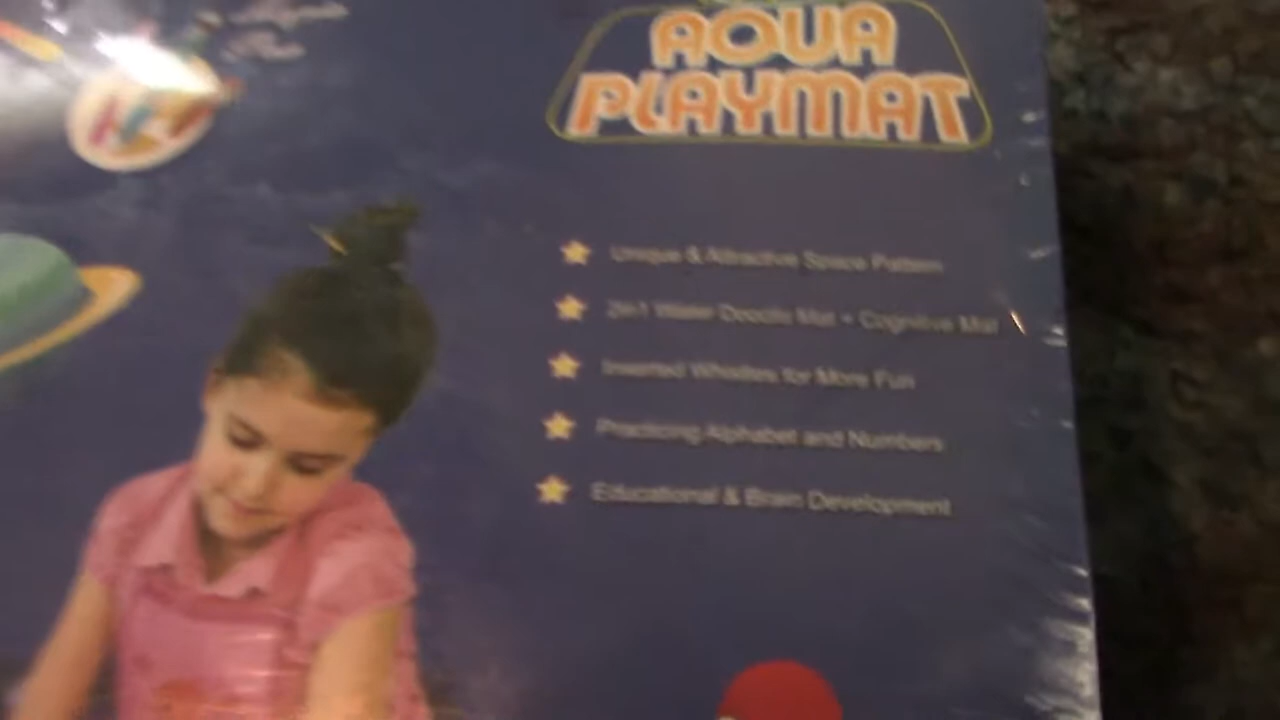 AQUA
PLAYMAT
Unique & Attractive Space Pattern
2in1 Water Doodle Mat + Cognitive Mat
Inserted Whistles for More Fun
Practicing Alphabet and Numbers
Educational & Brain Development